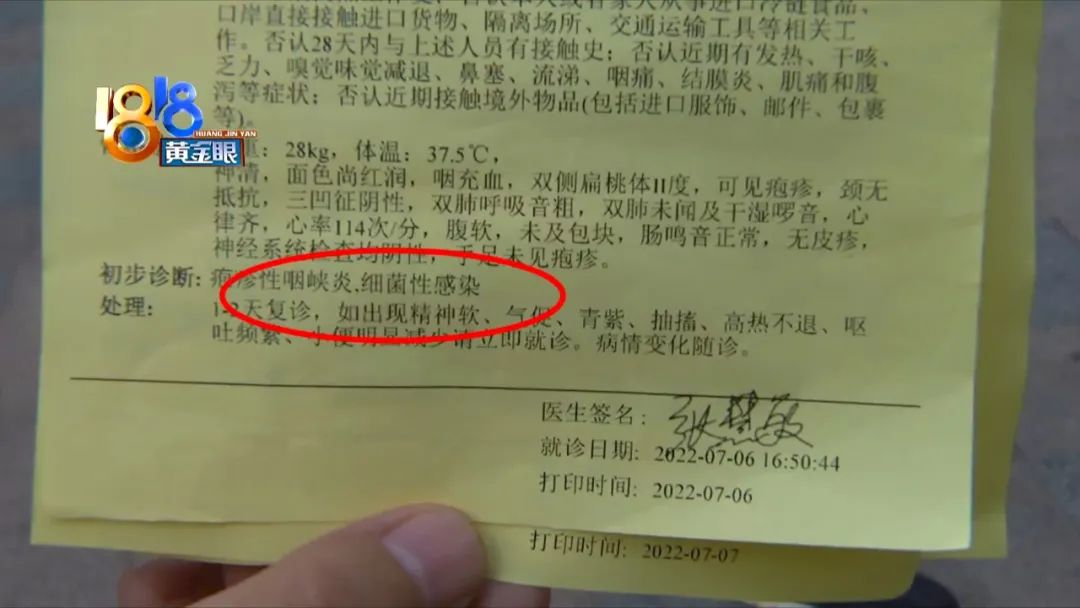 口岸直接接触进口货物、隔离场所、交通运输工具等相关工
作。否认28天内与上述人员有接触史；否认近期有发热、干咳、
乏力、嗅觉味觉减退、鼻塞、流涕、咽痛、结膜炎、肌痛和腹
泻等症状；否认近期接触境外物品(包括进口服饰、邮件、包裹
等)。
1818
HUANG JIN YAN
黄金眼
重：28kg，体温：37.5℃，
神清，面色尚红润，咽充血，双侧扁桃体II度，可见疱疹，颈无
抵抗，三凹征阴性，双肺呼吸音粗，双肺未闻及干湿啰音，心
律齐，心率114次/分，腹软，未及包块，肠鸣音正常，无皮疹，
神经系统检查均阴性，手足未见疱疹。
初步诊断：疱疹性咽峡炎、细菌性感染
处理：1-2天复诊，如出现精神软、气促、青紫、抽搐、高热不退、呕
吐频繁、小便明显减少请立即就诊。病情变化随诊。
医生签名：
就诊日期：2022-07-06 16:50:44
打印时间：2022-07-06
打印时间：2022-07-07